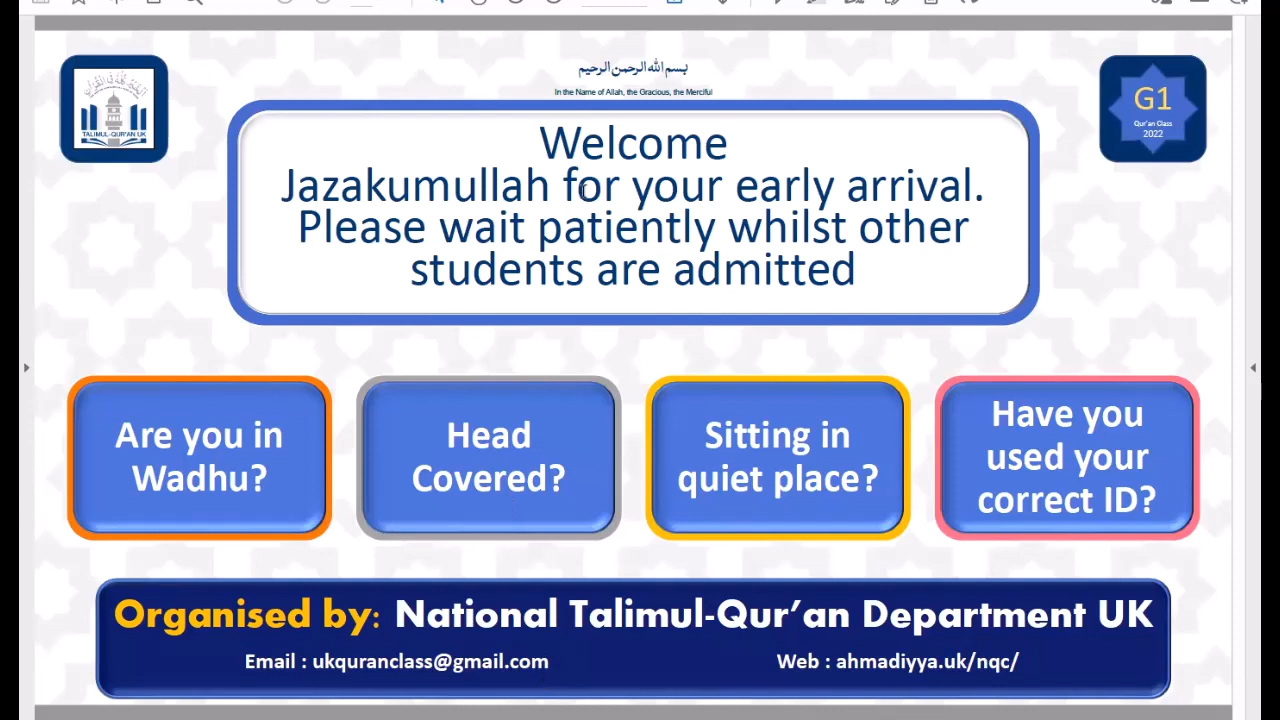 بسم الله الرحمن الرحيم
In the Name of Allah, the Gracious, the Merciful
TALIMUL-QUR'AN UK
G1
Qur'an Class
2022
Welcome
Jazakumullah for your early arrival.
Please wait patiently whilst other
students are admitted
Are you in
Wadhu?
Head
Covered?
Sitting in
quiet place?
Have you
used your
correct ID?
Organised by: National Talimul-Qur’an Department UK
Email : ukquranclass@gmail.com
Web : ahmadiyya.uk/nqc/